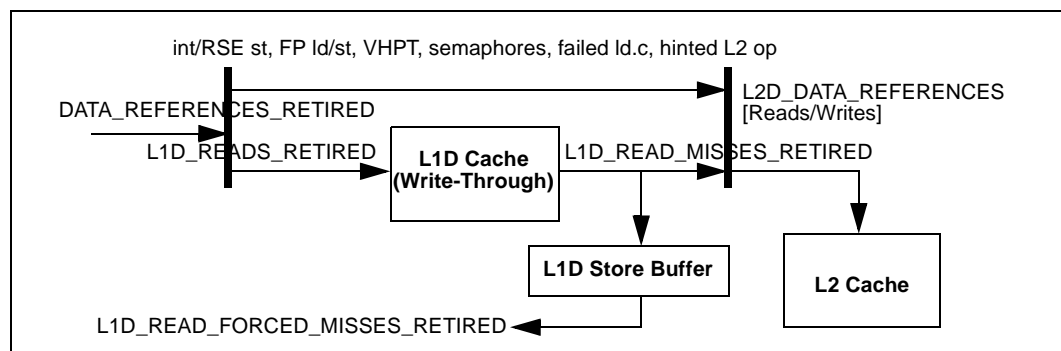 int/RSE st, FP ld/st, VHPT, semaphores, failed ld.c, hinted L2 op
DATA_REFERENCES_RETIRED
L2D_DATA_REFERENCES
[Reads/Writes]
L1D_READS_RETIRED
L1D Cache
(Write-Through)
L1D_READ_MISSES_RETIRED
L1D Store Buffer
L2 Cache
L1D_READ_FORCED_MISSES_RETIRED